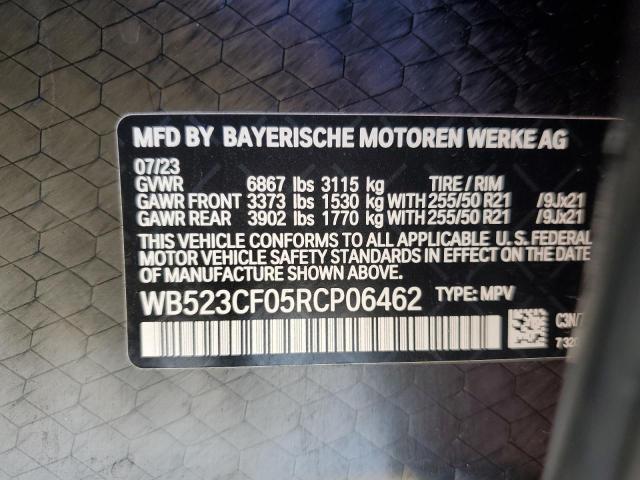 MFD BY BAYERISCHE MOTOREN WERKE AG
07/23
GVWR 6867 lbs 3115 kg TIRE / RIM
GAWR FRONT 3373 lbs 1530 kg WITH 255/50 R21 /9Jx21
GAWR REAR 3902 lbs 1770 kg WITH 255/50 R21 /9Jx21
THIS VEHICLE CONFORMS TO ALL APPLICABLE U.S. FEDERAL
MOTOR VEHICLE SAFETY STANDARDS IN EFFECT ON THE DATE
OF MANUFACTURE SHOWN ABOVE.
WB523CF05RCP06462 TYPE: MPV
C3N/